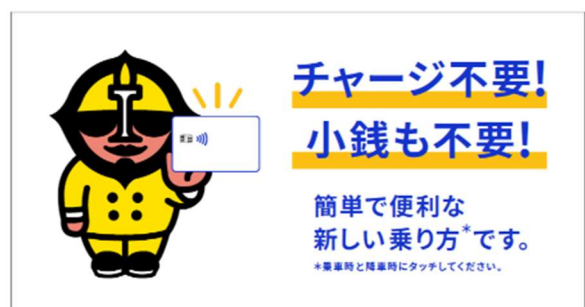 チャージ不要!
小銭も不要!
簡単で便利な
新しい乗り方*です。
*乗車時と降車時にタッチしてください。
I